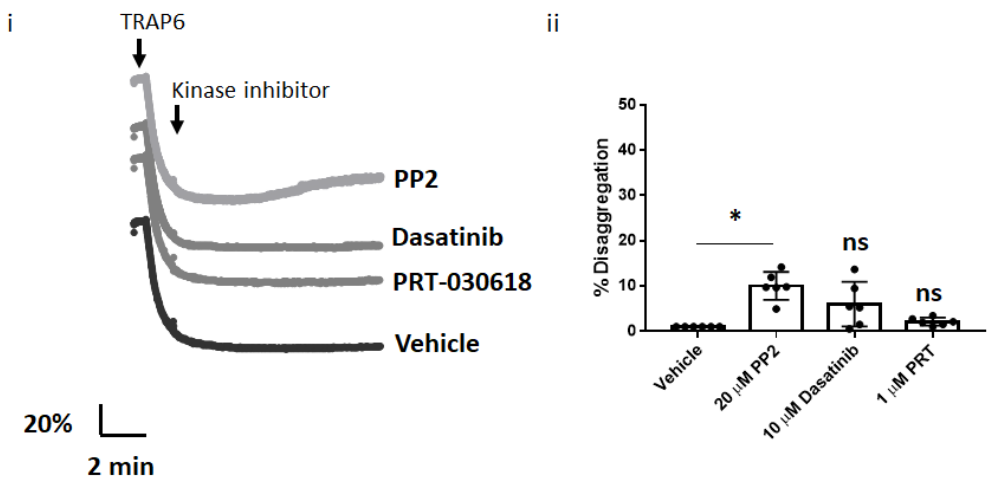 i
TRAP6
Kinase inhibitor
PP2
Dasatinib
PRT-030618
Vehicle
20%
2 min
ii
% Disaggregation
50
40
30
20
10
0
*
ns
ns
Vehicle
20 µM PP2
10 µM Dasatinib
1 µM PRT